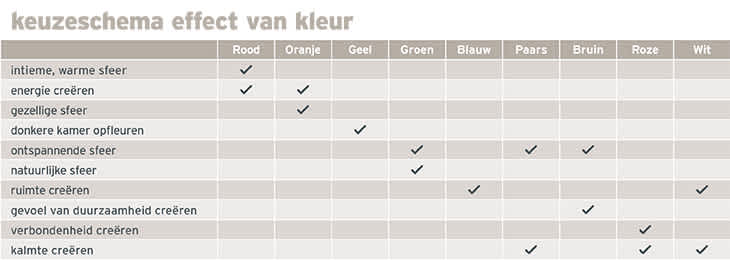 keuzeschema effect van kleur
Rood Oranje Geel Groen Blauw Paars Bruin Roze Wit
intieme, warme sfeer ✓
energie creëren ✓ ✓
gezellige sfeer ✓
donkere kamer opfleuren ✓
ontspannende sfeer ✓ ✓ ✓
natuurlijke sfeer ✓
ruimte creëren ✓ ✓
gevoel van duurzaamheid creëren ✓
verbondenheid creëren ✓
kalmte creëren ✓ ✓ ✓